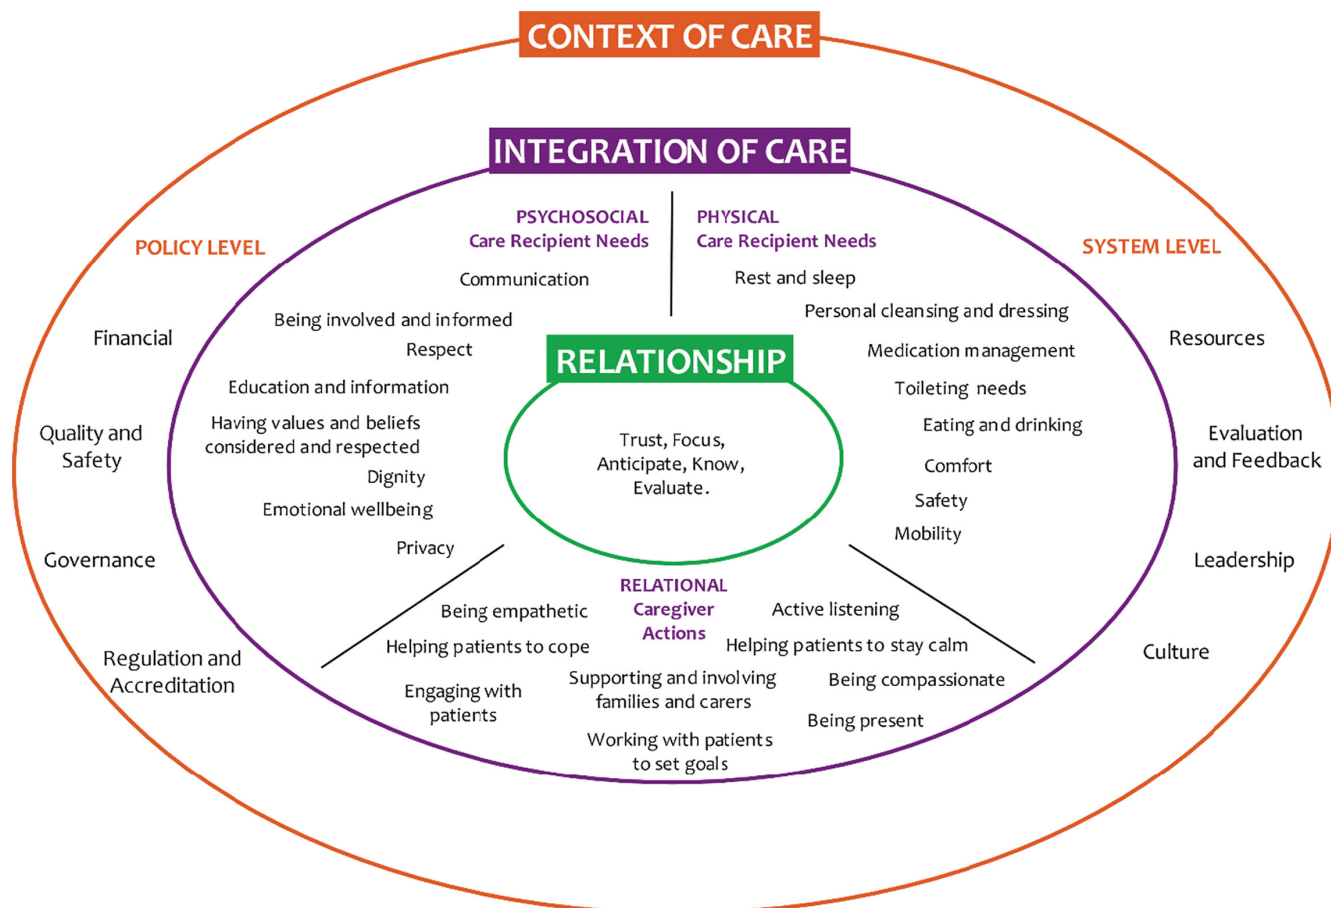 CONTEXT OF CARE
INTEGRATION OF CARE
PSYCHOSOCIAL
Care Recipient Needs
PHYSICAL
Care Recipient Needs
POLICY LEVEL
SYSTEM LEVEL
Communication
Being involved and informed
Respect
Education and information
Having values and beliefs
considered and respected
Dignity
Emotional wellbeing
Privacy
Rest and sleep
Personal cleansing and dressing
Medication management
Toileting needs
Eating and drinking
Comfort
Safety
Mobility
Financial
Quality and
Safety
Governance
Regulation and
Accreditation
Resources
Evaluation
and Feedback
Leadership
Culture
RELATIONSHIP
Trust, Focus,
Anticipate, Know,
Evaluate.
RELATIONAL
Caregiver
Actions
Being empathetic
Helping patients to cope
Engaging with
patients
Supporting and involving
families and carers
Working with patients
to set goals
Active listening
Helping patients to stay calm
Being compassionate
Being present